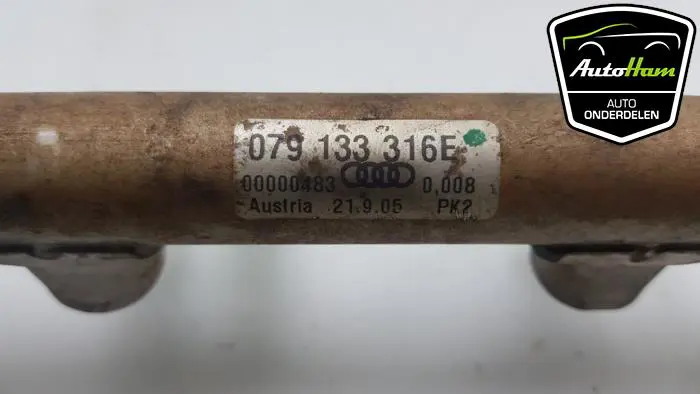 AutoHam
AUTO
ONDERDELEN
079 133 316E
00000483 0,008
Austria 21.9.05 PK2